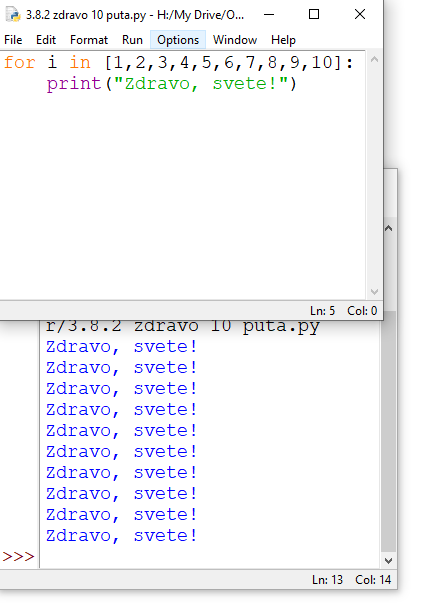 3.8.2 zdravo 10 puta.py - H:/My Drive/O...
File Edit Format Run Options Window Help
for i in [1,2,3,4,5,6,7,8,9,10]:
    print("Zdravo, svete!")
Ln: 5 Col: 0
r/3.8.2 zdravo 10 puta.py
Zdravo, svete!
Zdravo, svete!
Zdravo, svete!
Zdravo, svete!
Zdravo, svete!
Zdravo, svete!
Zdravo, svete!
Zdravo, svete!
Zdravo, svete!
Zdravo, svete!
>>>
Ln: 13 Col: 14